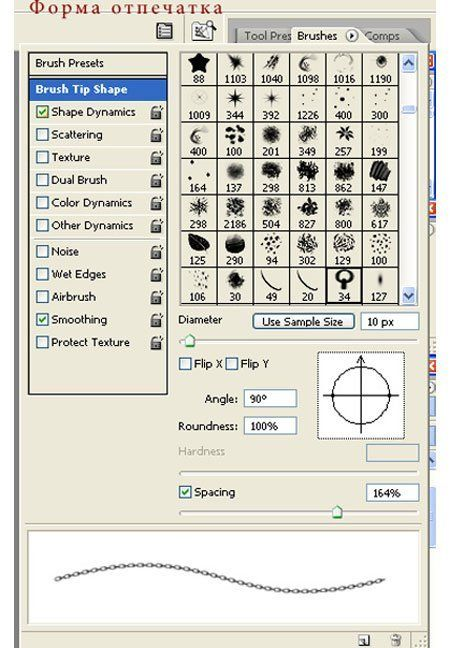 Форма отпечатка
Tool Pres Brushes Comps
Brush Presets
Brush Tip Shape
Shape Dynamics
Scattering
Texture
Dual Brush
Color Dynamics
Other Dynamics
Noise
Wet Edges
Airbrush
Smoothing
Protect Texture
88 1103 1040 1098 1016 1190
1009 344 392 1226 400 300
400 100 201 349 257 199
164 137 298 813 862 147
298 2186 504 827 800 617
125 290 94 302 129 100
106 30 49 20 34 127
Diameter Use Sample Size 10 px
Flip X Flip Y
Angle: 90°
Roundness: 100%
Hardness
Spacing 164%